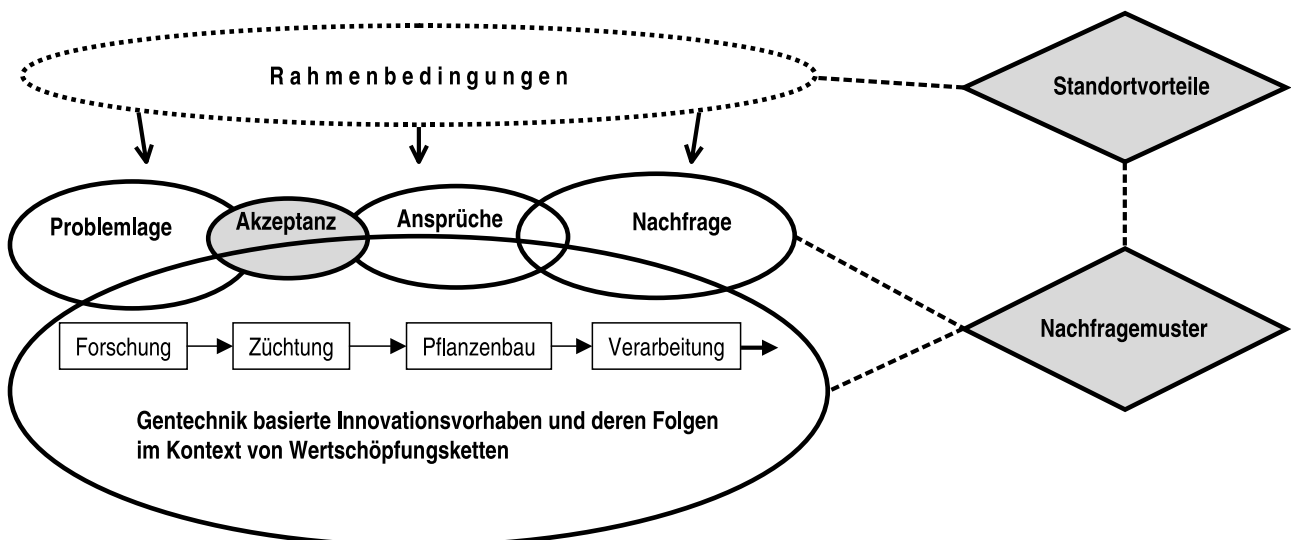 Rahmenbedingungen
Standortvorteile
Problemlage
Akzeptanz
Ansprüche
Nachfrage
Nachfragemuster
Forschung
Züchtung
Pflanzenbau
Verarbeitung
Gentechnik basierte Innovationsvorhaben und deren Folgen
im Kontext von Wertschöpfungsketten